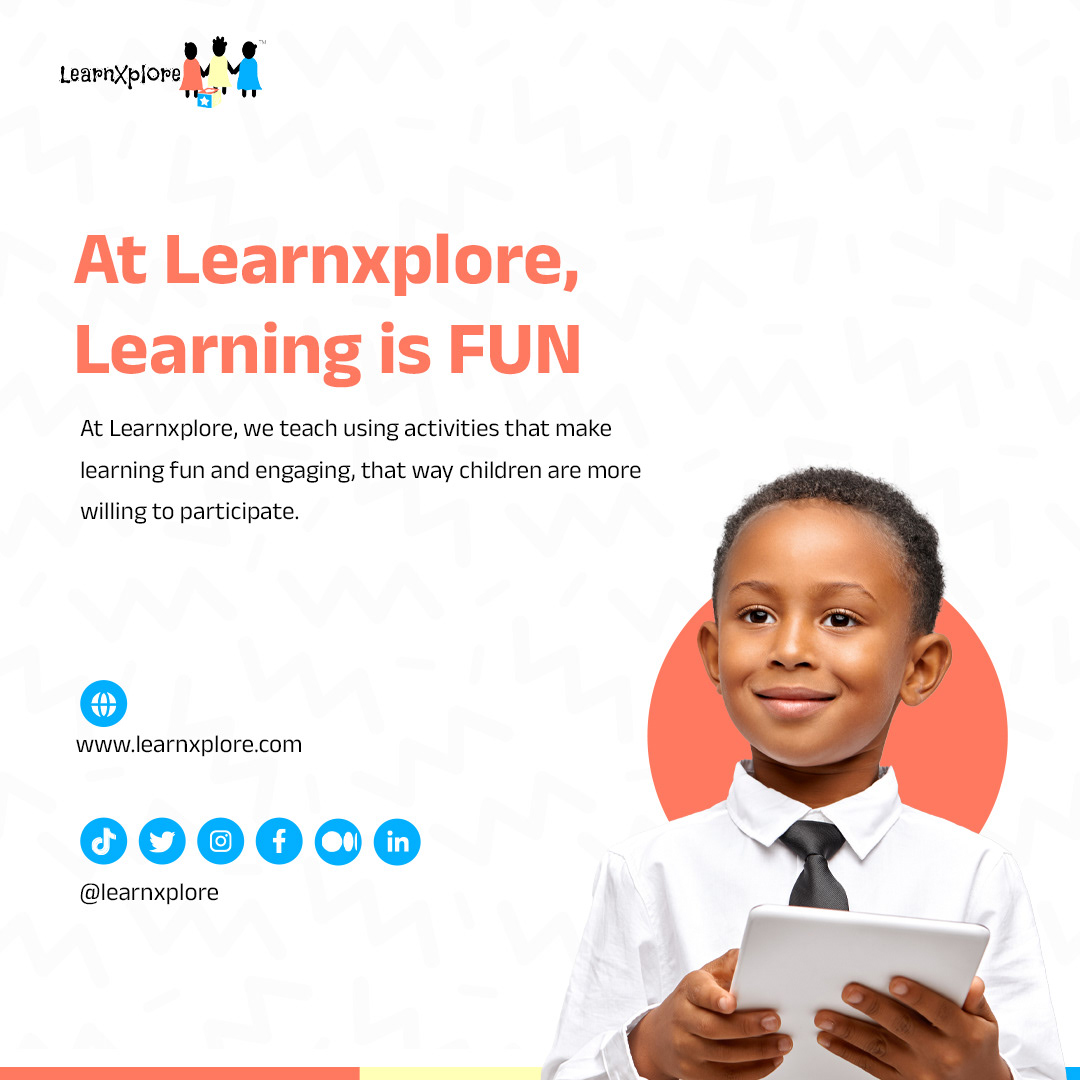 LearnXplore™
At Learnxplore,
Learning is FUN
At Learnxplore, we teach using activities that make
learning fun and engaging, that way children are more
willing to participate.
www.learnxplore.com
@learnxplore